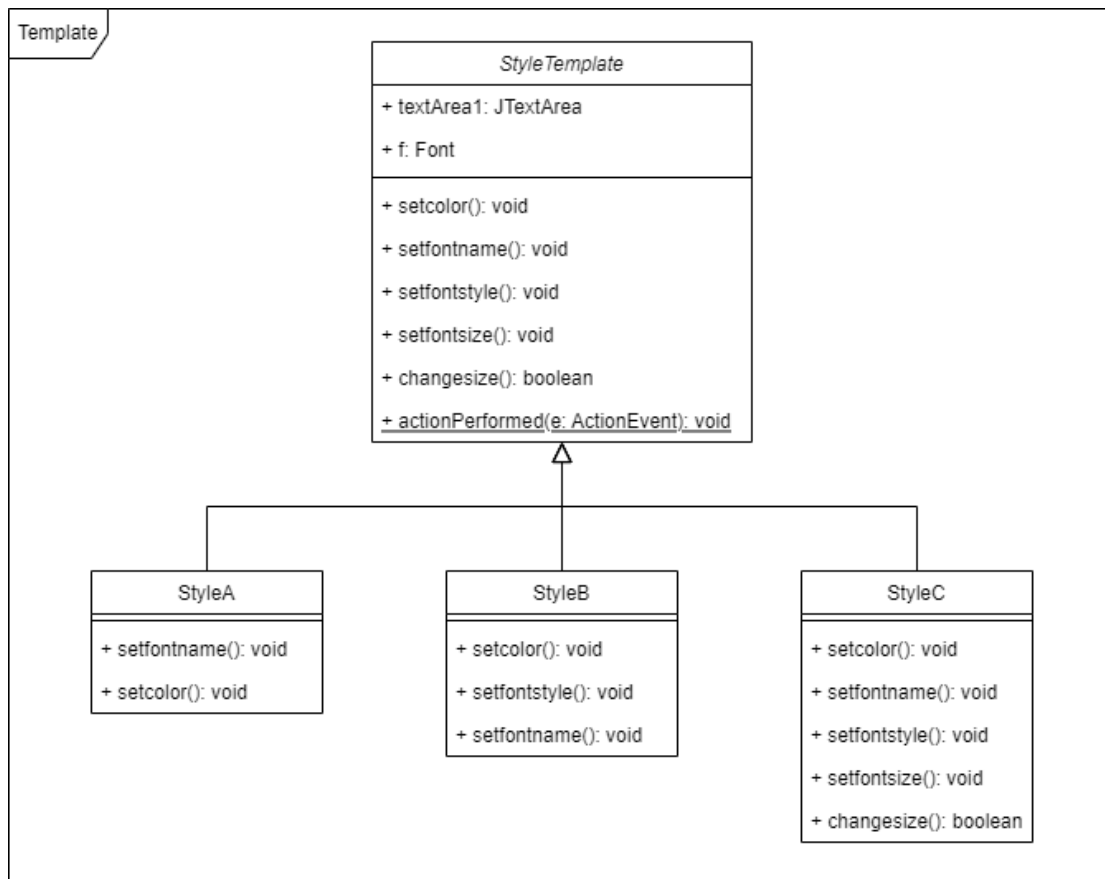 Template
StyleTemplate
+ textArea1: JTextArea
+ f: Font
+ setcolor(): void
+ setfontname(): void
+ setfontstyle(): void
+ setfontsize(): void
+ changesize(): boolean
+ actionPerformed(e: ActionEvent): void
StyleA
+ setfontname(): void
+ setcolor(): void
StyleB
+ setcolor(): void
+ setfontstyle(): void
+ setfontname(): void
StyleC
+ setcolor(): void
+ setfontname(): void
+ setfontstyle(): void
+ setfontsize(): void
+ changesize(): boolean